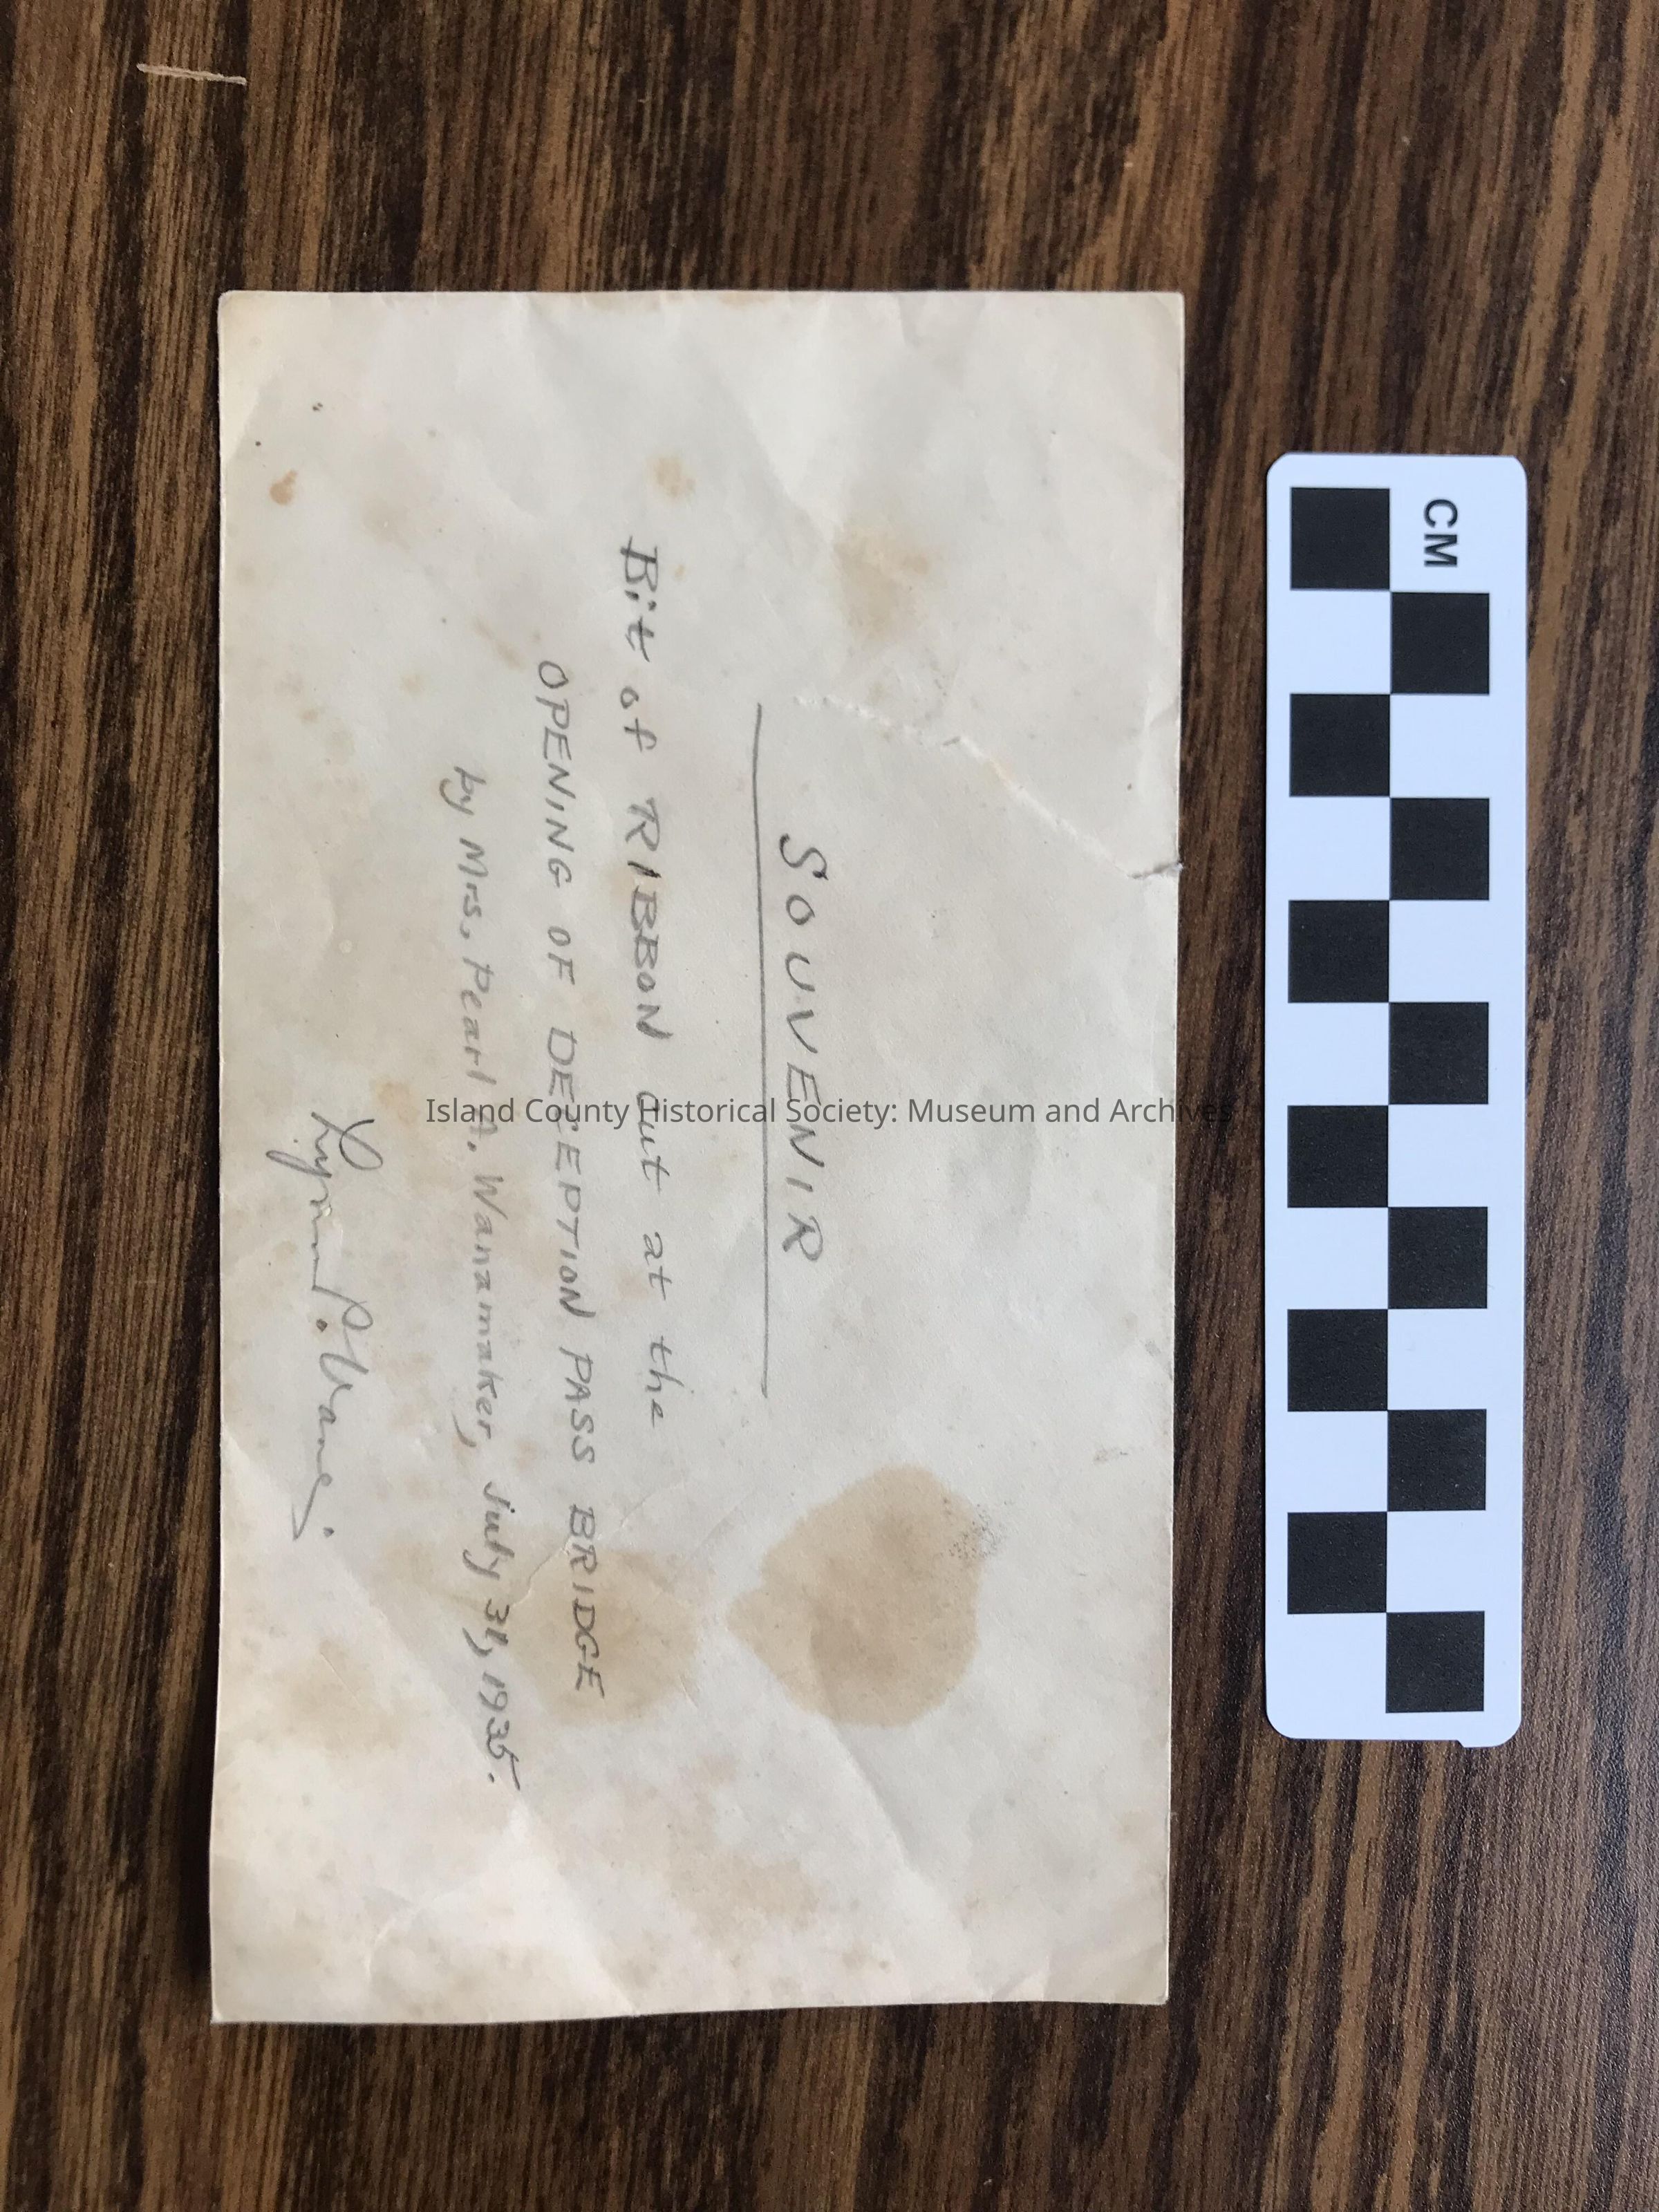 SOUVENIR
Bit of RIBBON cut at the
OPENING OF DECEPTION PASS BRIDGE
by Mrs. Pearl A. Wanamaker, July 31, 1935.
CM
Island County Historical Society: Museum and Archives